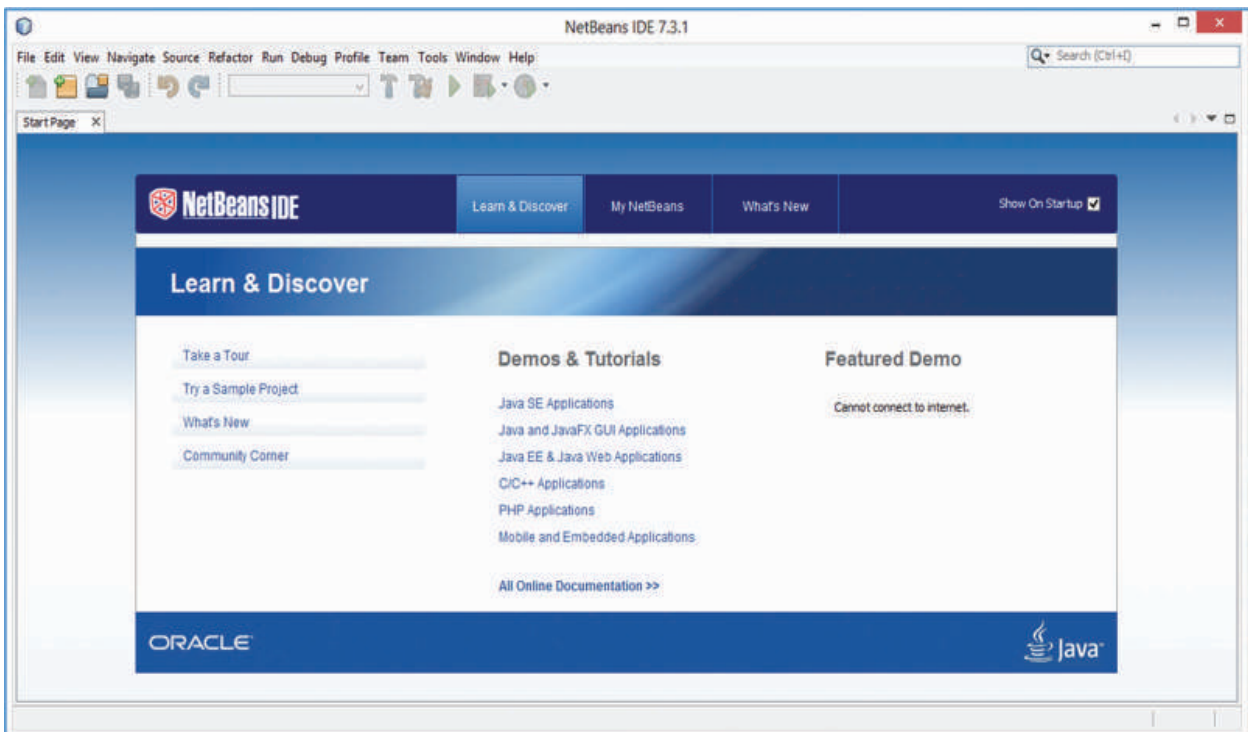 NetBeans IDE 7.3.1
File Edit View Navigate Source Refactor Run Debug Profile Team Tools Window Help
Search (Ctrl+I)
Start Page X
NetBeans IDE
Learn & Discover
My NetBeans
What's New
Show On Startup
Learn & Discover
Take a Tour
Try a Sample Project
What's New
Community Corner
Demos & Tutorials
Java SE Applications
Java and JavaFX GUI Applications
Java EE & Java Web Applications
C/C++ Applications
PHP Applications
Mobile and Embedded Applications
All Online Documentation >>
Featured Demo
Cannot connect to internet.
ORACLE
Java